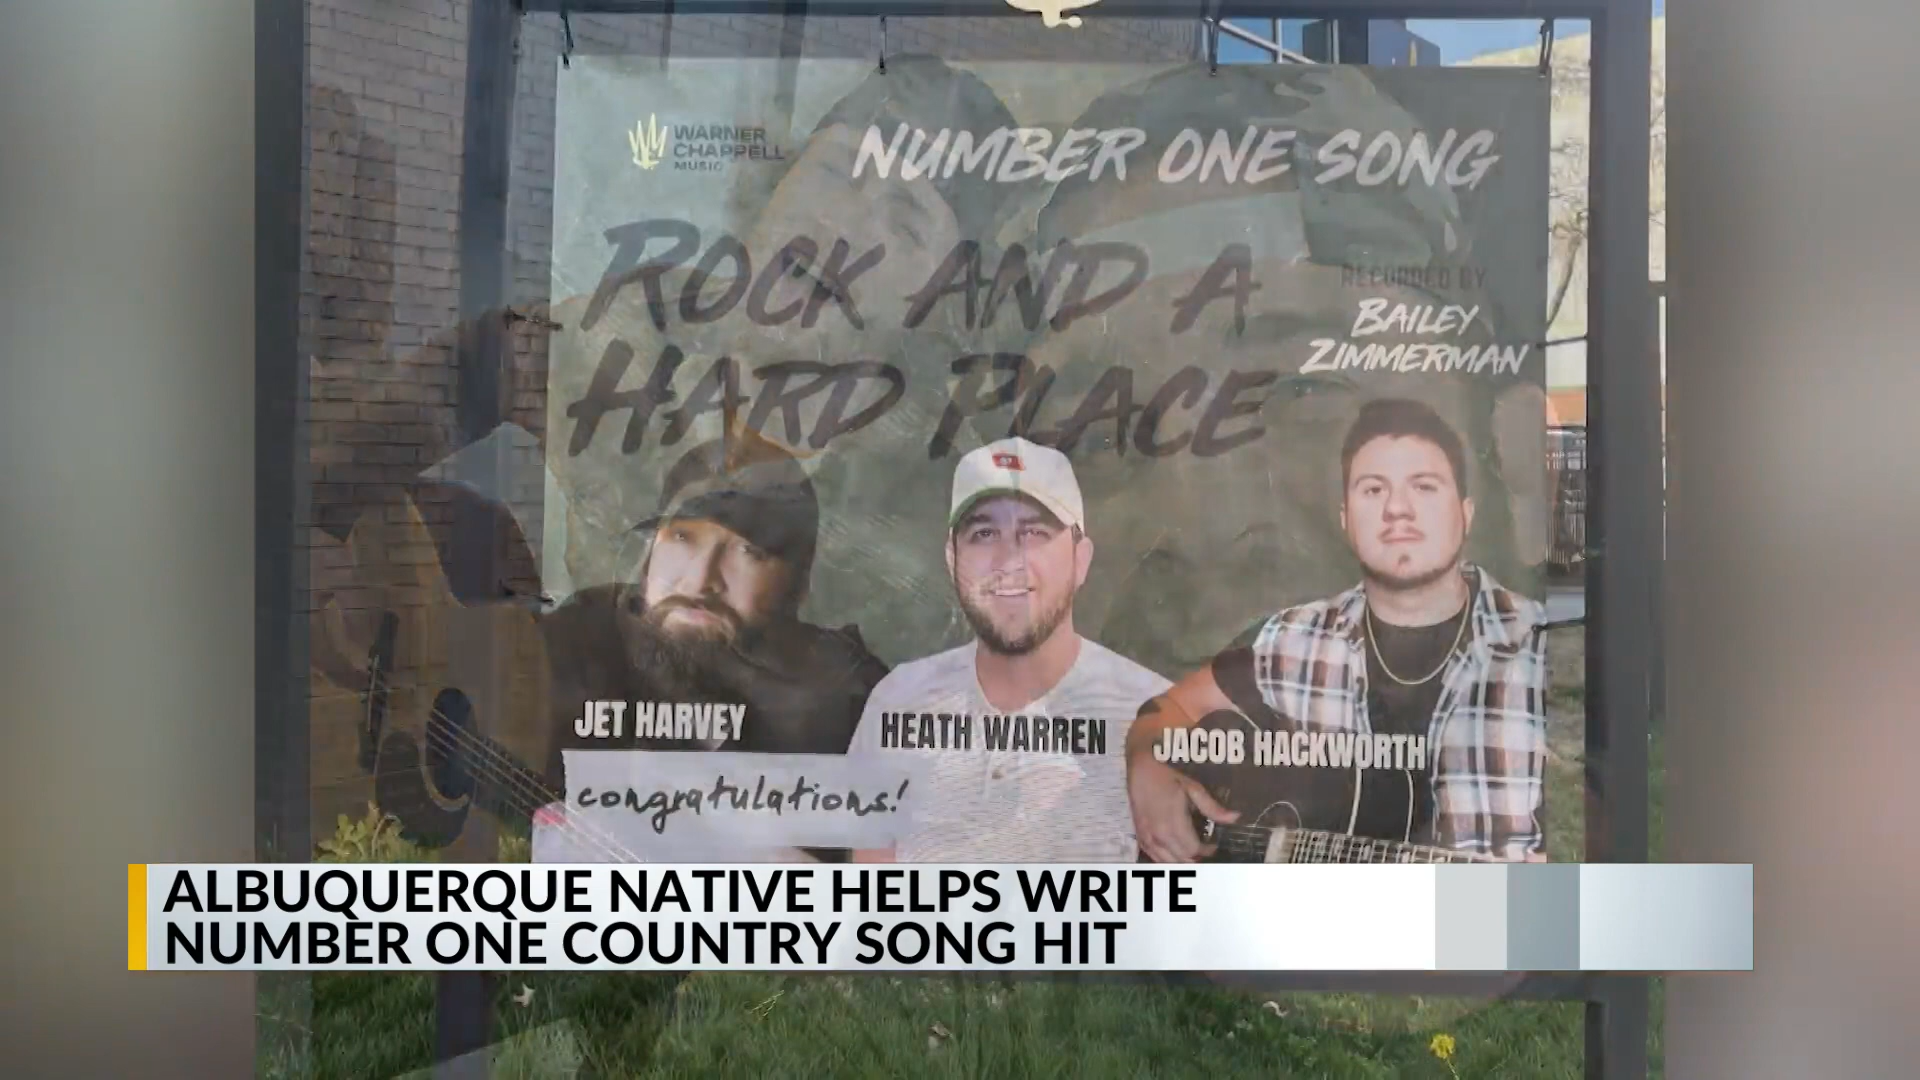 WARNER
CHAPPELL
MUSIC
NUMBER ONE SONG
ROCK AND A
HARD PLACE
RECORDED BY
BAILEY
ZIMMERMAN
JET HARVEY
HEATH WARREN
JACOB HACKWORTH
congratulations!
ALBUQUERQUE NATIVE HELPS WRITE
NUMBER ONE COUNTRY SONG HIT